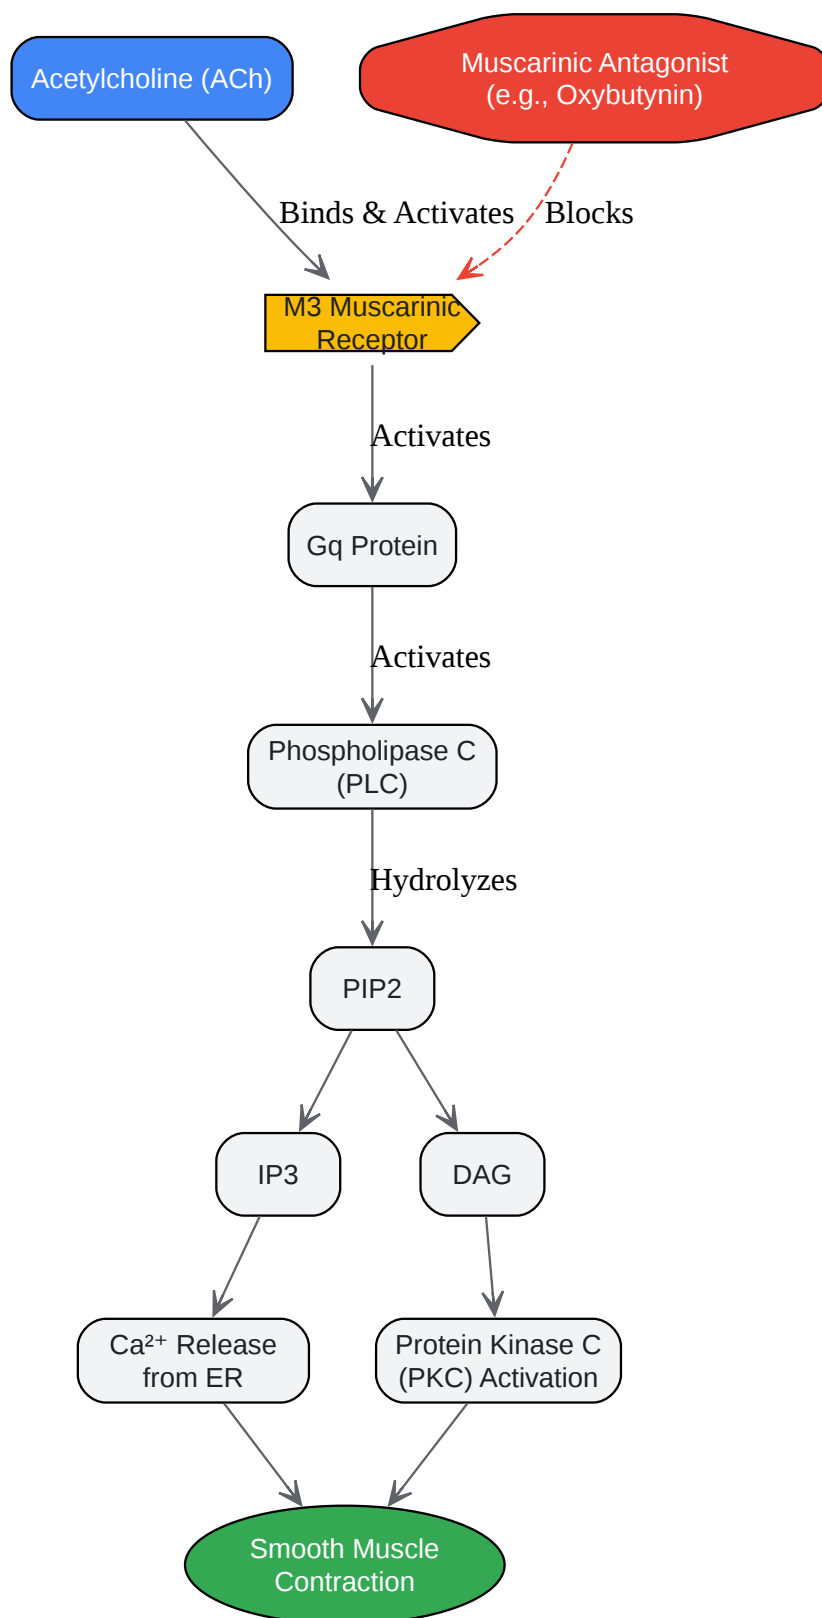 Acetylcholine (ACh)
Muscarinic Antagonist
(e.g., Oxybutynin)
Binds & Activates
Blocks
M3 Muscarinic
Receptor
Activates
Gq Protein
Activates
Phospholipase C
(PLC)
Hydrolyzes
PIP2
IP3
DAG
Ca²⁺ Release
from ER
Protein Kinase C
(PKC) Activation
Smooth Muscle
Contraction